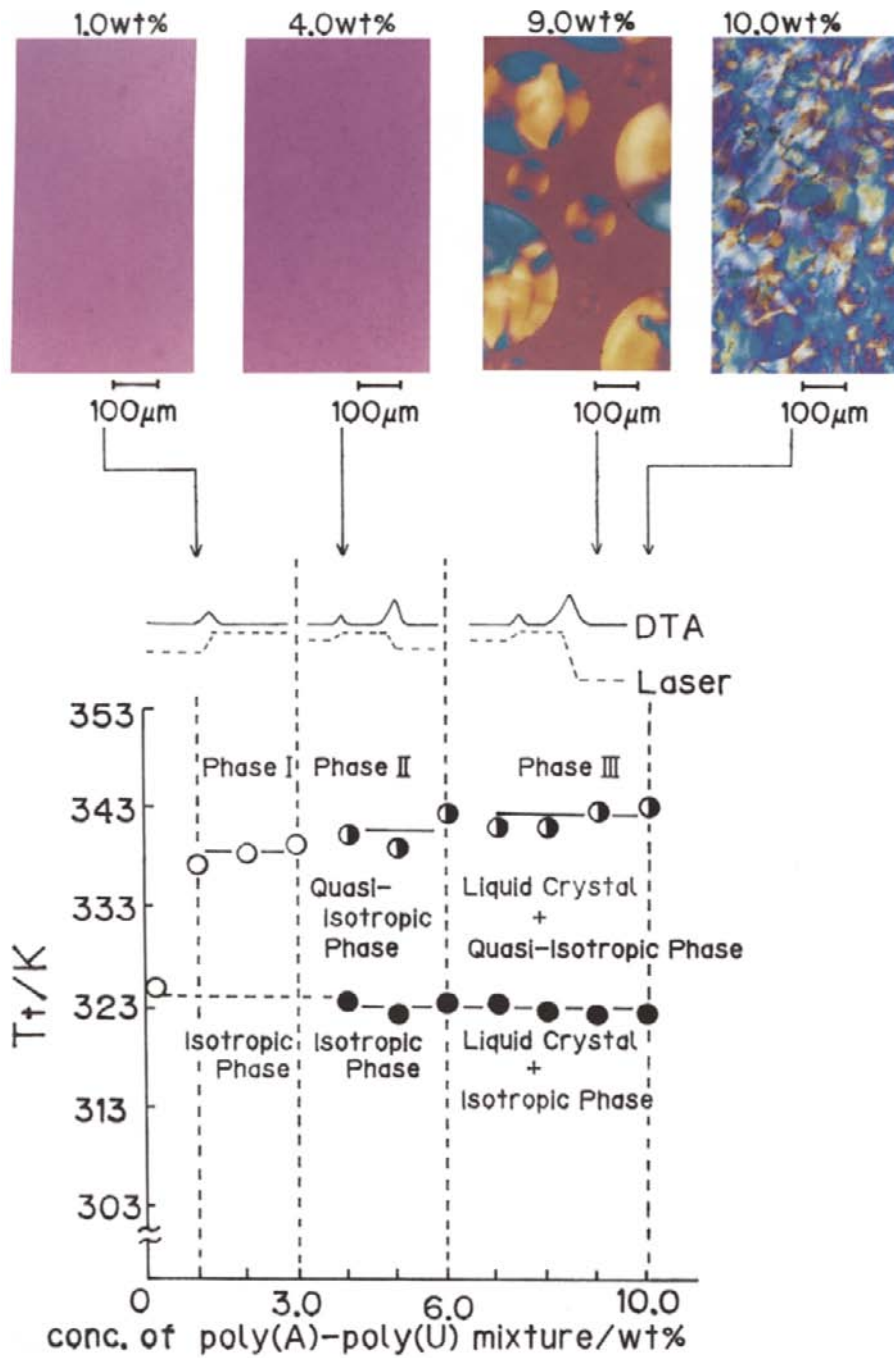 1.0wt% 4.0wt% 9.0wt% 10.0wt%
100μm 100μm 100μm 100μm
DTA
Laser
353
Phase I Phase II Phase III
343
Quasi- Liquid Crystal
Isotropic +
Phase Quasi-Isotropic Phase
333
T†/K
323
Isotropic Isotropic Liquid Crystal
Phase Phase +
Isotropic Phase
313
303
0 3.0 6.0 10.0
conc. of poly(A)-poly(U) mixture/wt%